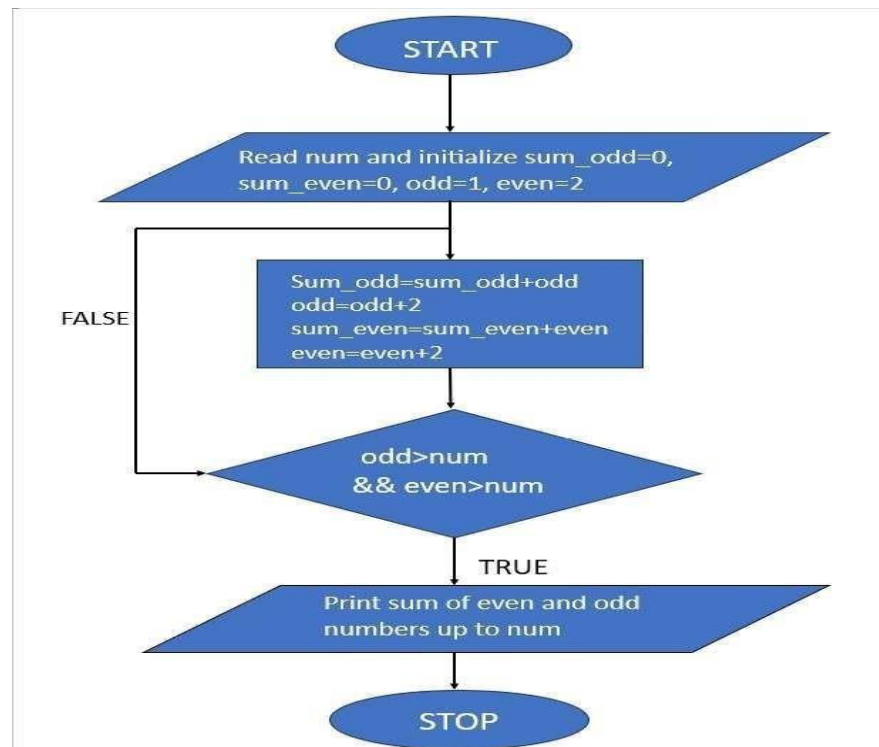 START
Read num and initialize sum_odd=0,
sum_even=0, odd=1, even=2
Sum_odd=sum_odd+odd
odd=odd+2
sum_even=sum_even+even
even=even+2
FALSE
odd>num
&& even>num
TRUE
Print sum of even and odd
numbers up to num
STOP